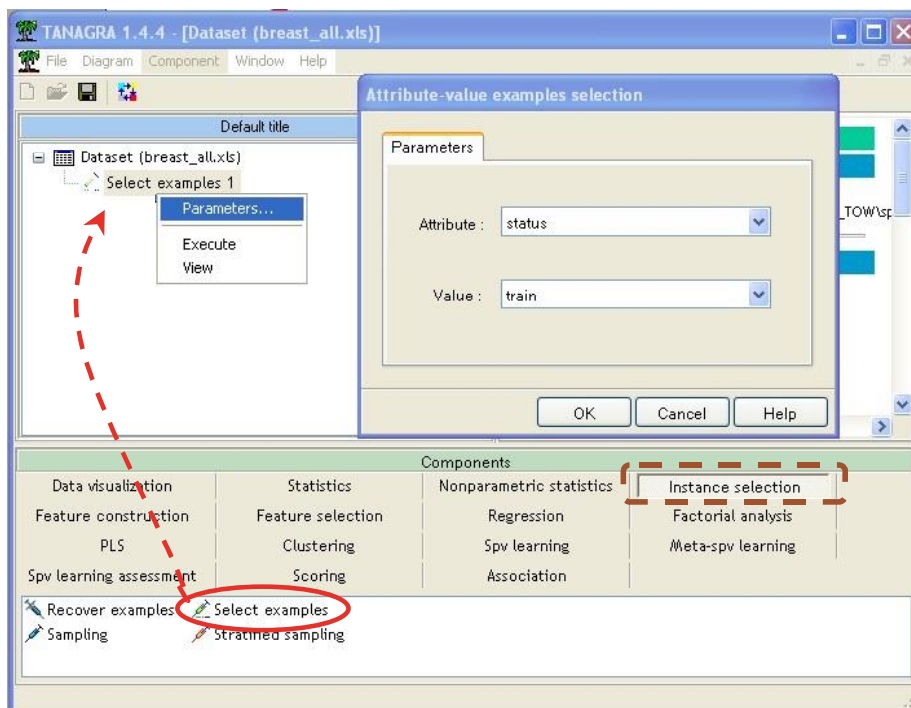 TANAGRA 1.4.4 - [Dataset (breast_all.xls)]
File Diagram Component Window Help
Default title
Dataset (breast_all.xls)
Select examples 1
Parameters...
Execute
View
Attribute-value examples selection
Parameters
Attribute : status
Value : train
OK Cancel Help
_TOW\sp
Components
Data visualization Statistics Nonparametric statistics Instance selection
Feature construction Feature selection Regression Factorial analysis
PLS Clustering Spv learning Meta-spv learning
Spv learning assessment Scoring Association
Recover examples Select examples
Sampling Stratified sampling